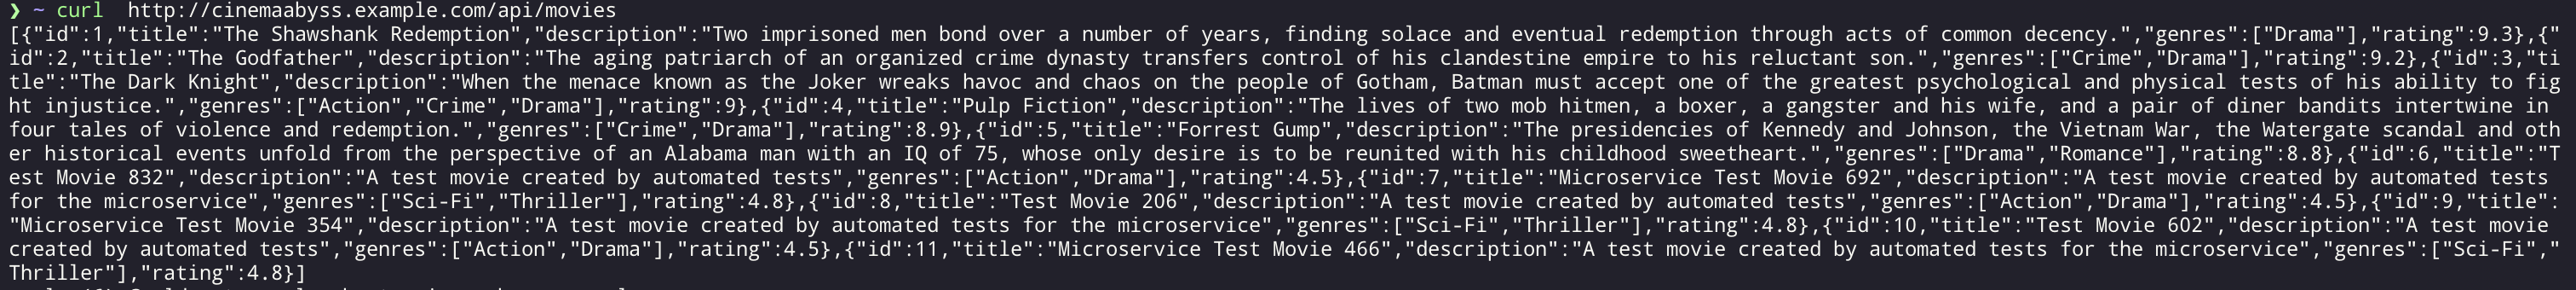 ❯ ~ curl  http://cinemaabyss.example.com/api/movies
[{"id":1,"title":"The Shawshank Redemption","description":"Two imprisoned men bond over a number of years, finding solace and eventual redemption through acts of common decency.","genres":["Drama"],"rating":9.3},{"
id":2,"title":"The Godfather","description":"The aging patriarch of an organized crime dynasty transfers control of his clandestine empire to his reluctant son.","genres":["Crime","Drama"],"rating":9.2},{"id":3,"ti
tle":"The Dark Knight","description":"When the menace known as the Joker wreaks havoc and chaos on the people of Gotham, Batman must accept one of the greatest psychological and physical tests of his ability to fig
ht injustice.","genres":["Action","Crime","Drama"],"rating":9},{"id":4,"title":"Pulp Fiction","description":"The lives of two mob hitmen, a boxer, a gangster and his wife, and a pair of diner bandits intertwine in
four tales of violence and redemption.","genres":["Crime","Drama"],"rating":8.9},{"id":5,"title":"Forrest Gump","description":"The presidencies of Kennedy and Johnson, the Vietnam War, the Watergate scandal and oth
er historical events unfold from the perspective of an Alabama man with an IQ of 75, whose only desire is to be reunited with his childhood sweetheart.","genres":["Drama","Romance"],"rating":8.8},{"id":6,"title":"T
est Movie 832","description":"A test movie created by automated tests","genres":["Action","Drama"],"rating":4.5},{"id":7,"title":"Microservice Test Movie 692","description":"A test movie created by automated tests
for the microservice","genres":["Sci-Fi","Thriller"],"rating":4.8},{"id":8,"title":"Test Movie 206","description":"A test movie created by automated tests","genres":["Action","Drama"],"rating":4.5},{"id":9,"title":
"Microservice Test Movie 354","description":"A test movie created by automated tests for the microservice","genres":["Sci-Fi","Thriller"],"rating":4.8},{"id":10,"title":"Test Movie 602","description":"A test movie
created by automated tests","genres":["Action","Drama"],"rating":4.5},{"id":11,"title":"Microservice Test Movie 466","description":"A test movie created by automated tests for the microservice","genres":["Sci-Fi","
Thriller"],"rating":4.8}]